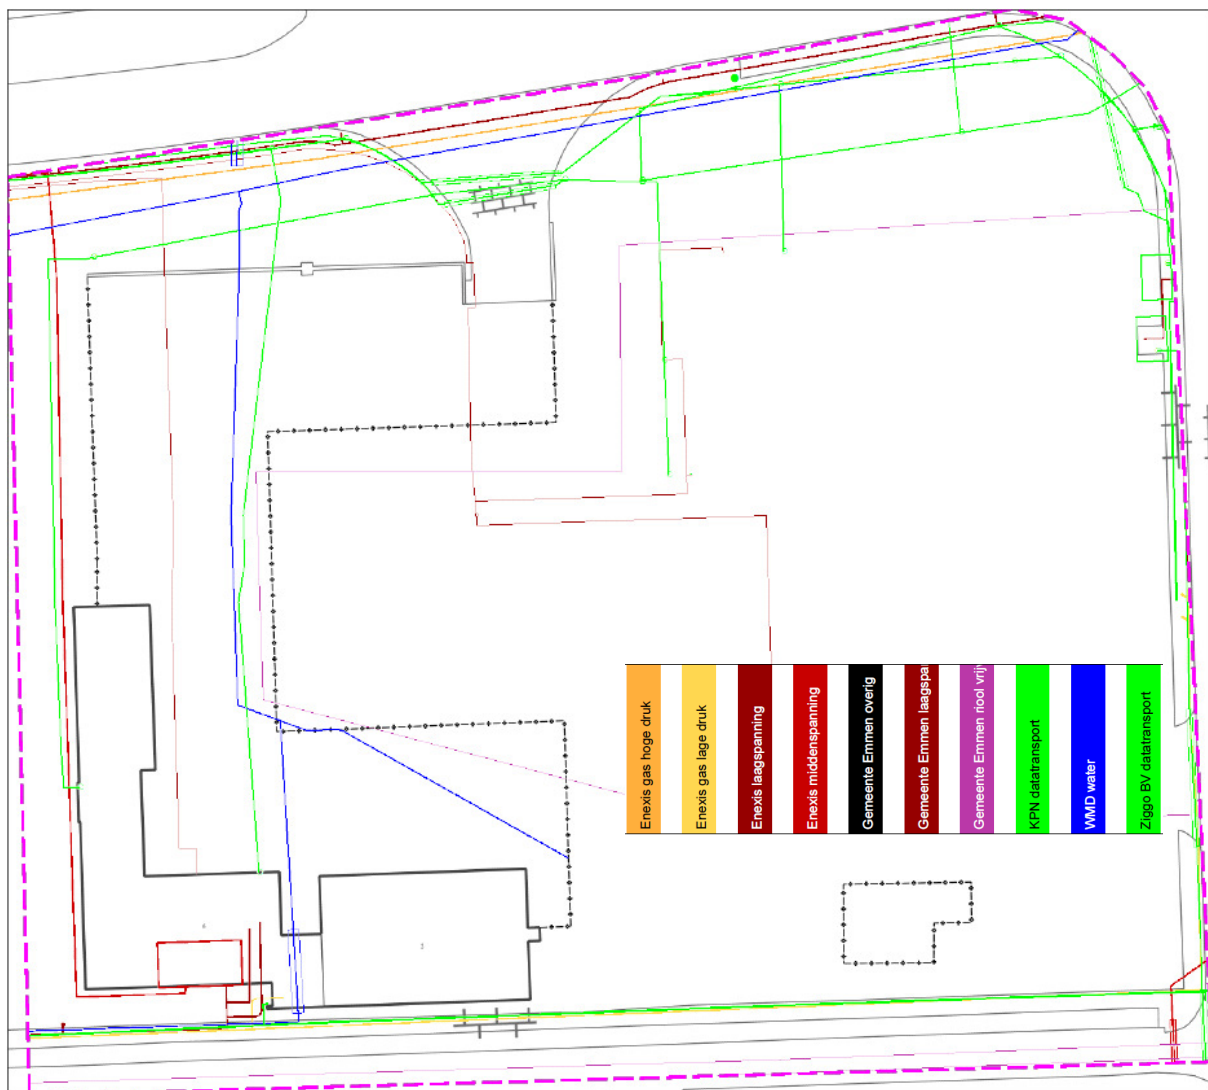 Enexis gas hoge druk
Enexis gas lage druk
Enexis laagspanning
Enexis middenspanning
Gemeente Emmen overig
Gemeente Emmen laagspa
Gemeente Emmen riool vrijv
KPN datatransport
WMD water
Ziggo BV datatransport